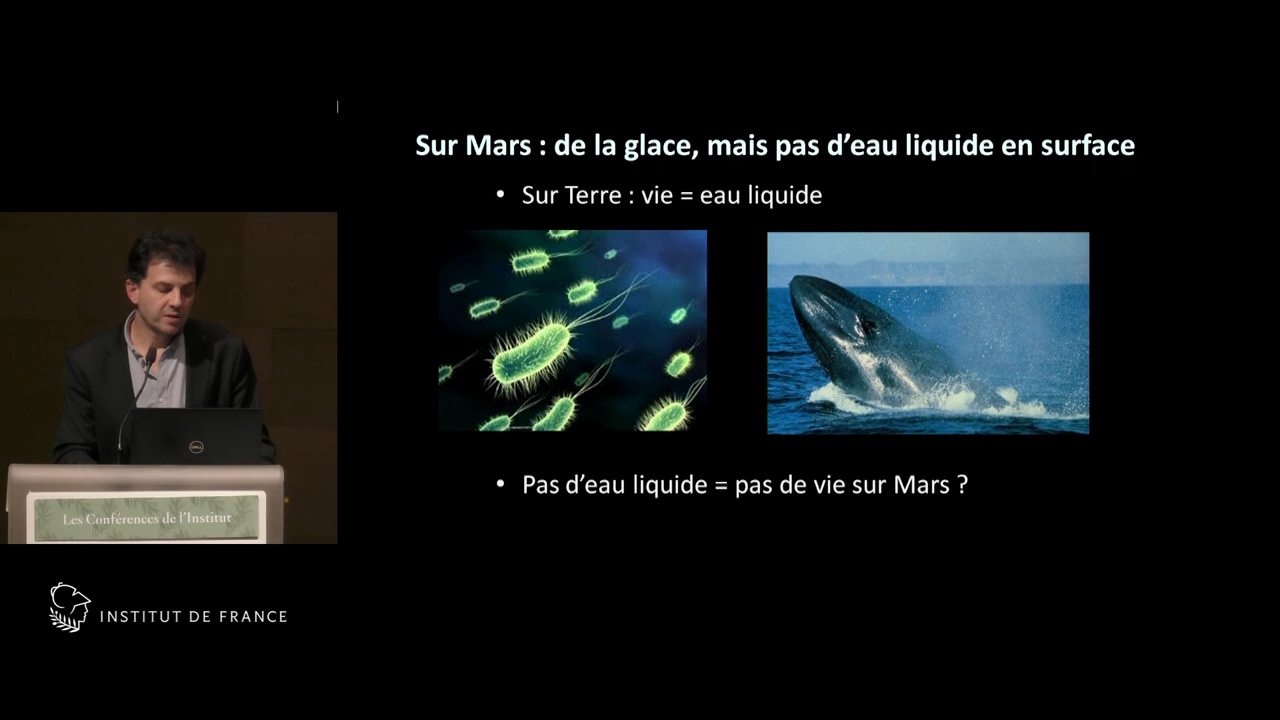 Sur Mars : de la glace, mais pas d’eau liquide en surface
• Sur Terre : vie = eau liquide
• Pas d’eau liquide = pas de vie sur Mars ?
DELL
Les Conférences de l’Institut
INSTITUT DE FRANCE